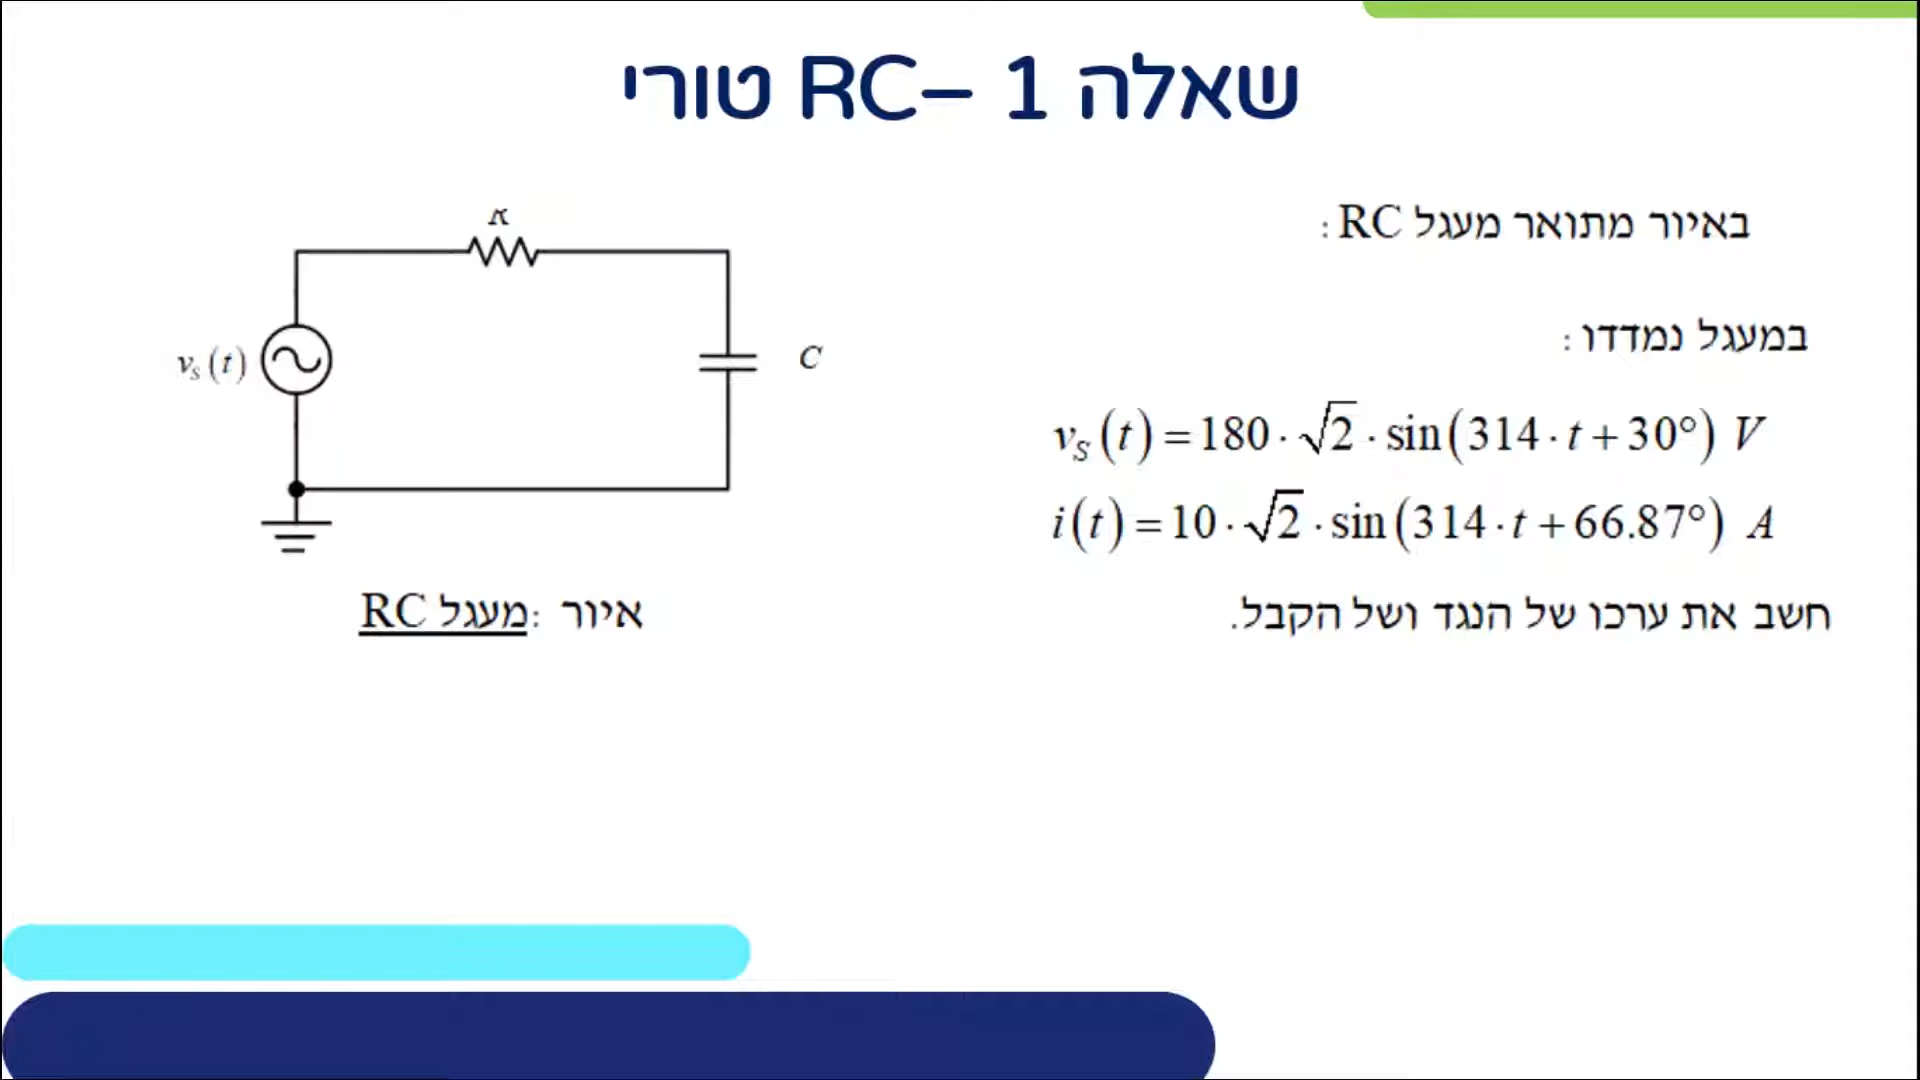 שאלה 1 –RC טורי
באיור מתואר מעגל RC :
במעגל נמדדו :
v_S(t) = 180 · √2 · sin(314 · t + 30°) V
i(t) = 10 · √2 · sin(314 · t + 66.87°) A
חשב את ערכו של הנגד ושל הקבל.
v_S(t)
C
איור :מעגל RC